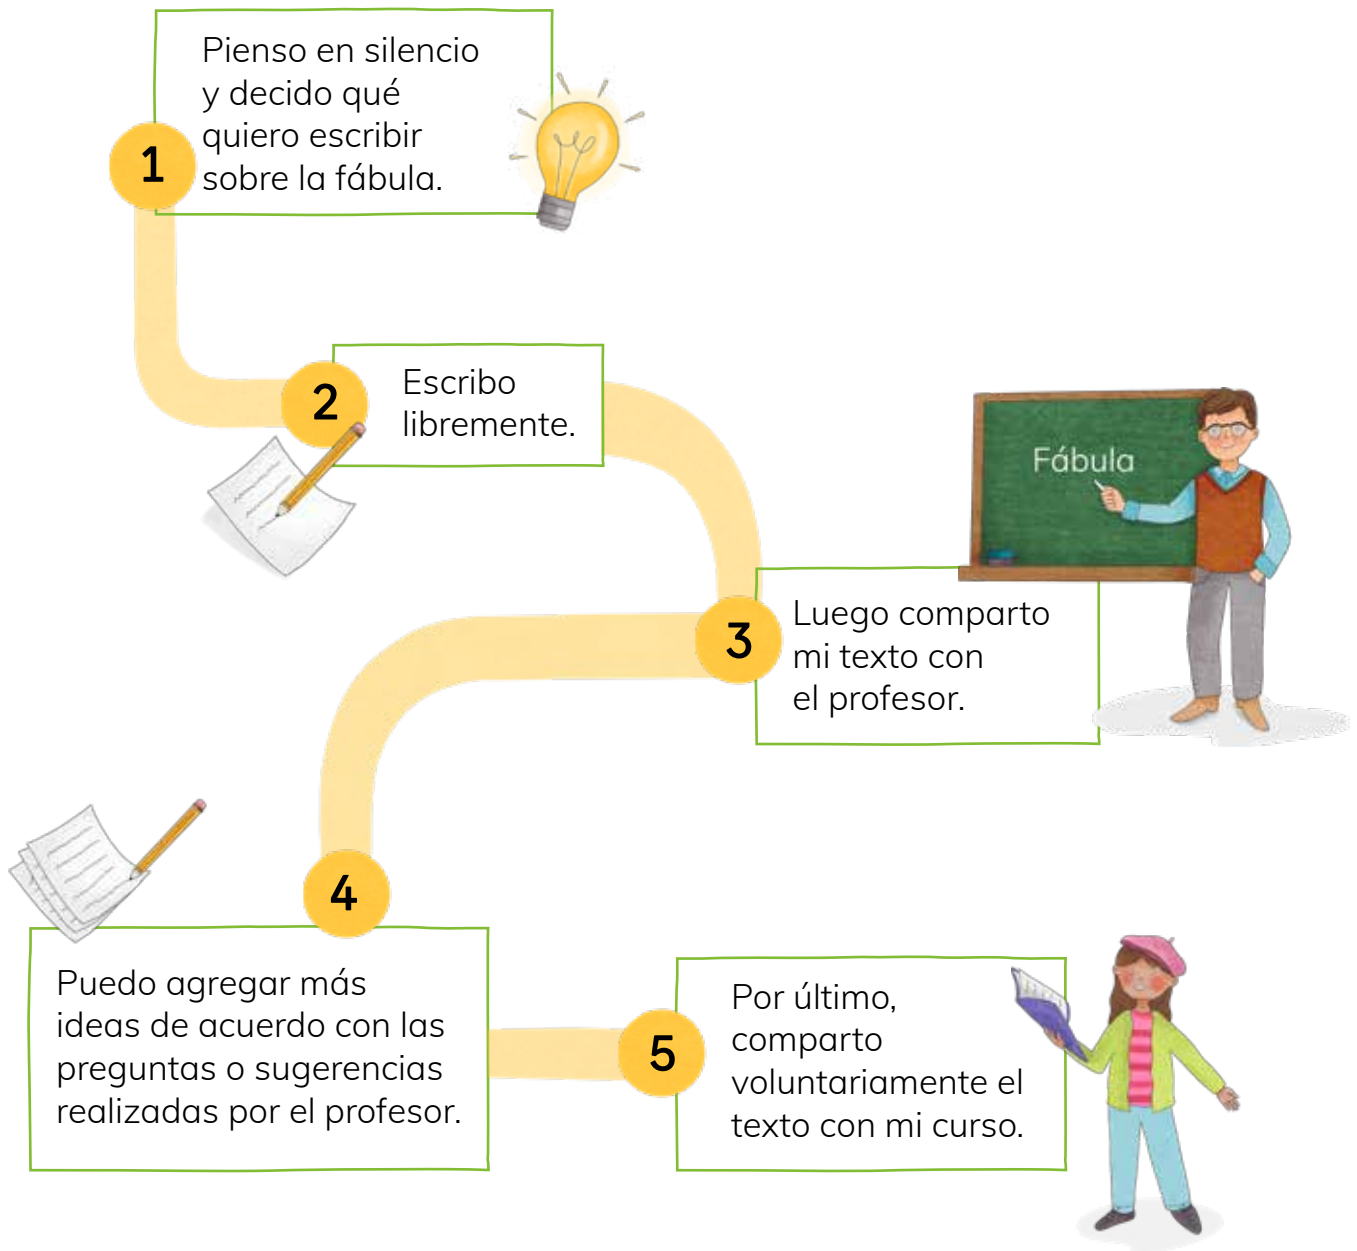 Pienso en silencio
y decido qué
quiero escribir
sobre la fábula.
1
2
Escribo
libremente.
Fábula
3
Luego comparto
mi texto con
el profesor.
4
Puedo agregar más
ideas de acuerdo con las
preguntas o sugerencias
realizadas por el profesor.
5
Por último,
comparto
voluntariamente el
texto con mi curso.